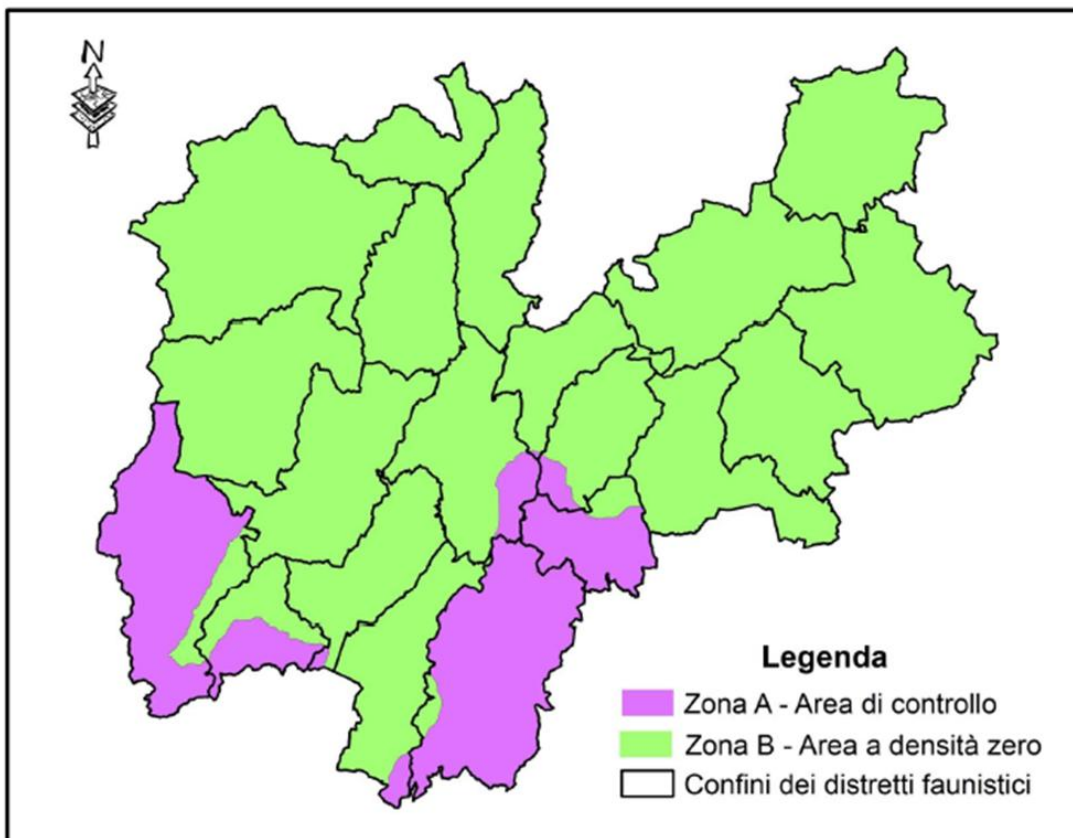 N
Legenda
Zona A - Area di controllo
Zona B - Area a densità zero
Confini dei distretti faunistici